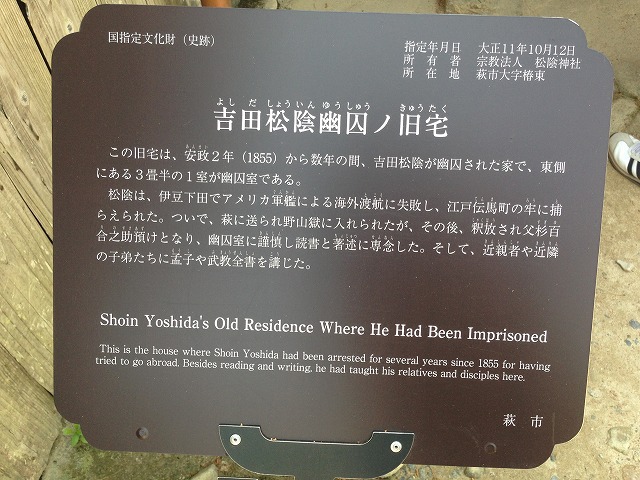 国指定文化財（史跡）
指定年月日　大正11年10月12日
所有者　宗教法人　松陰神社
所在地　萩市大字椿東
吉田松陰幽囚ノ旧宅
この旧宅は、安政２年（1855）から数年の間、吉田松陰が幽囚された家で、東側
にある３畳半の１室が幽囚室である。
松陰は、伊豆下田でアメリカ軍艦による海外渡航に失敗し、江戸伝馬町の牢に捕
らえられた。ついで、萩に送られ野山獄に入れられたが、その後、釈放され父杉百
合之助預けとなり、幽囚室に謹慎し読書と著述に専念した。そして、近親者や近隣
の子弟たちに孟子や武教全書を講じた。
Shoin Yoshida's Old Residence Where He Had Been Imprisoned
This is the house where Shoin Yoshida had been arrested for several years since 1855 for having
tried to go abroad. Besides reading and writing, he had taught his relatives and disciples here.
萩　市